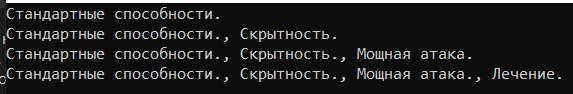 Стандартные способности.
Стандартные способности., Скрытность.
Стандартные способности., Скрытность., Мощная атака.
Стандартные способности., Скрытность., Мощная атака., Лечение.